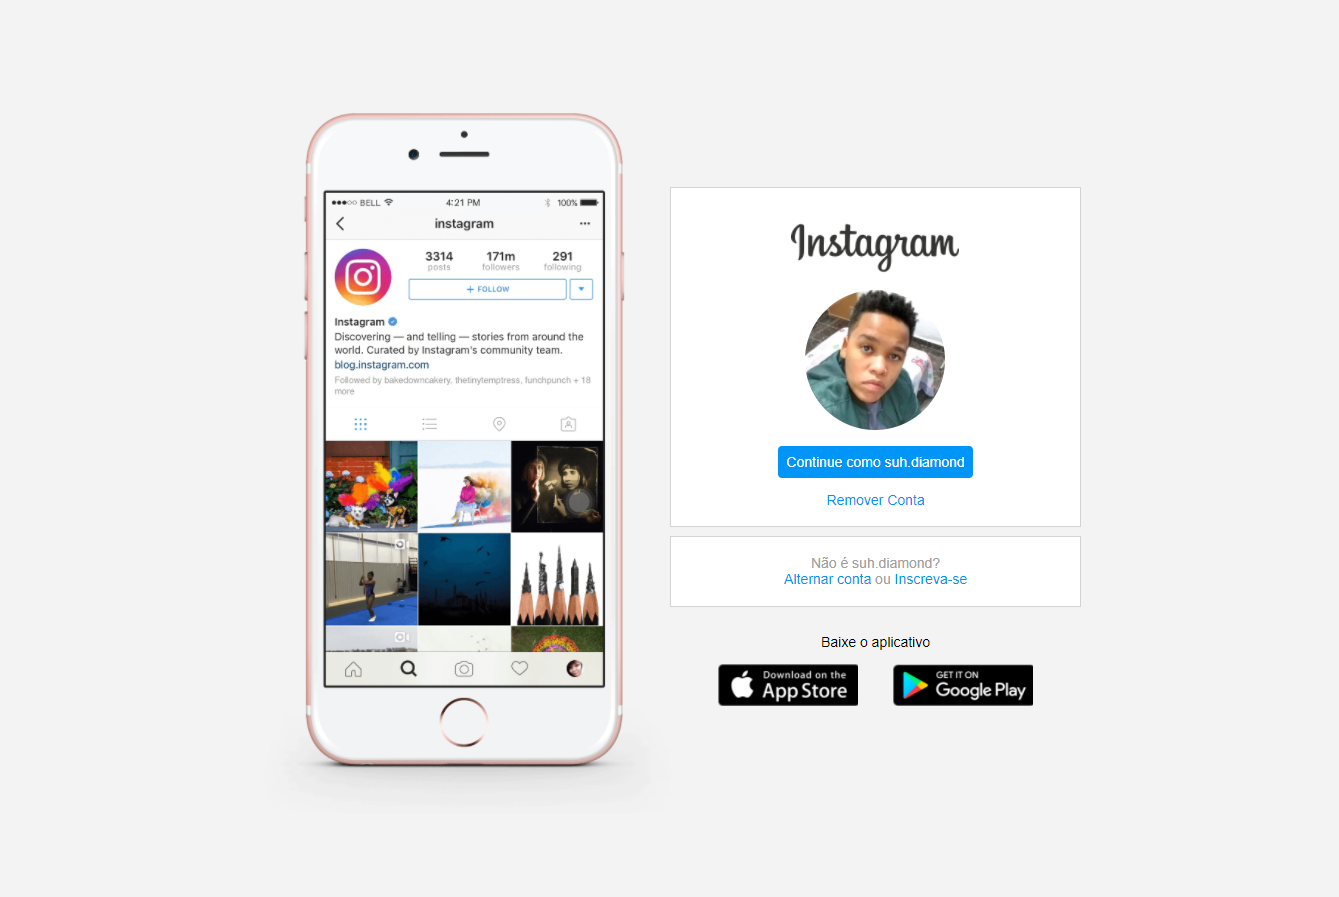 BELL
4:21 PM
100%
instagram
3314
171m
291
posts
followers
following
+ FOLLOW
Instagram
Discovering — and telling — stories from around the
world. Curated by Instagram's community team.
blog.instagram.com
Followed by bakedowncakery, thetinytemptress, funchpunch + 18
more
Instagram
Continue como suh.diamond
Remover Conta
Não é suh.diamond?
Alternar conta ou Inscreva-se
Baixe o aplicativo
Download on the
App Store
GET IT ON
Google Play